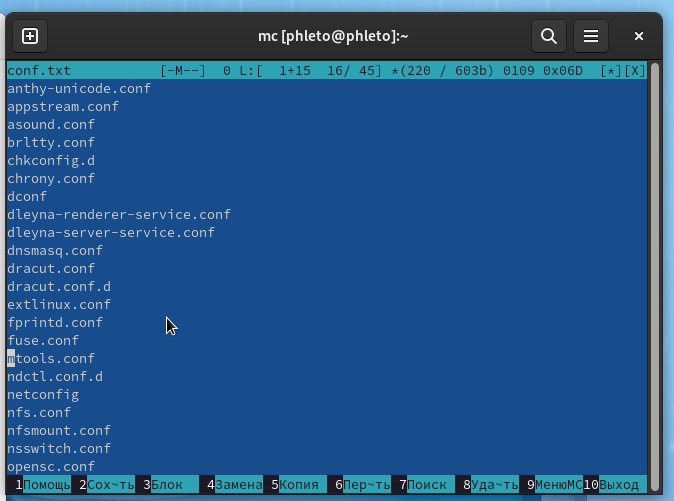 mc [phleto@phleto]:~
conf.txt [-M--] 0 L:[ 1+15 16/ 45] *(220 / 603b) 0109 0x06D [*][X]
anthy-unicode.conf
appstream.conf
asound.conf
brltty.conf
chkconfig.d
chrony.conf
dconf
dleyna-renderer-service.conf
dleyna-server-service.conf
dnsmasq.conf
dracut.conf
dracut.conf.d
extlinux.conf
fprintd.conf
fuse.conf
mtools.conf
ndctl.conf.d
netconfig
nfs.conf
nfsmount.conf
nsswitch.conf
opensc.conf
1Помощь 2Сох~ть 3Блок 4Замена 5Копия 6Пер~ть 7Поиск 8Уда~ть 9МенюMC 10Выход